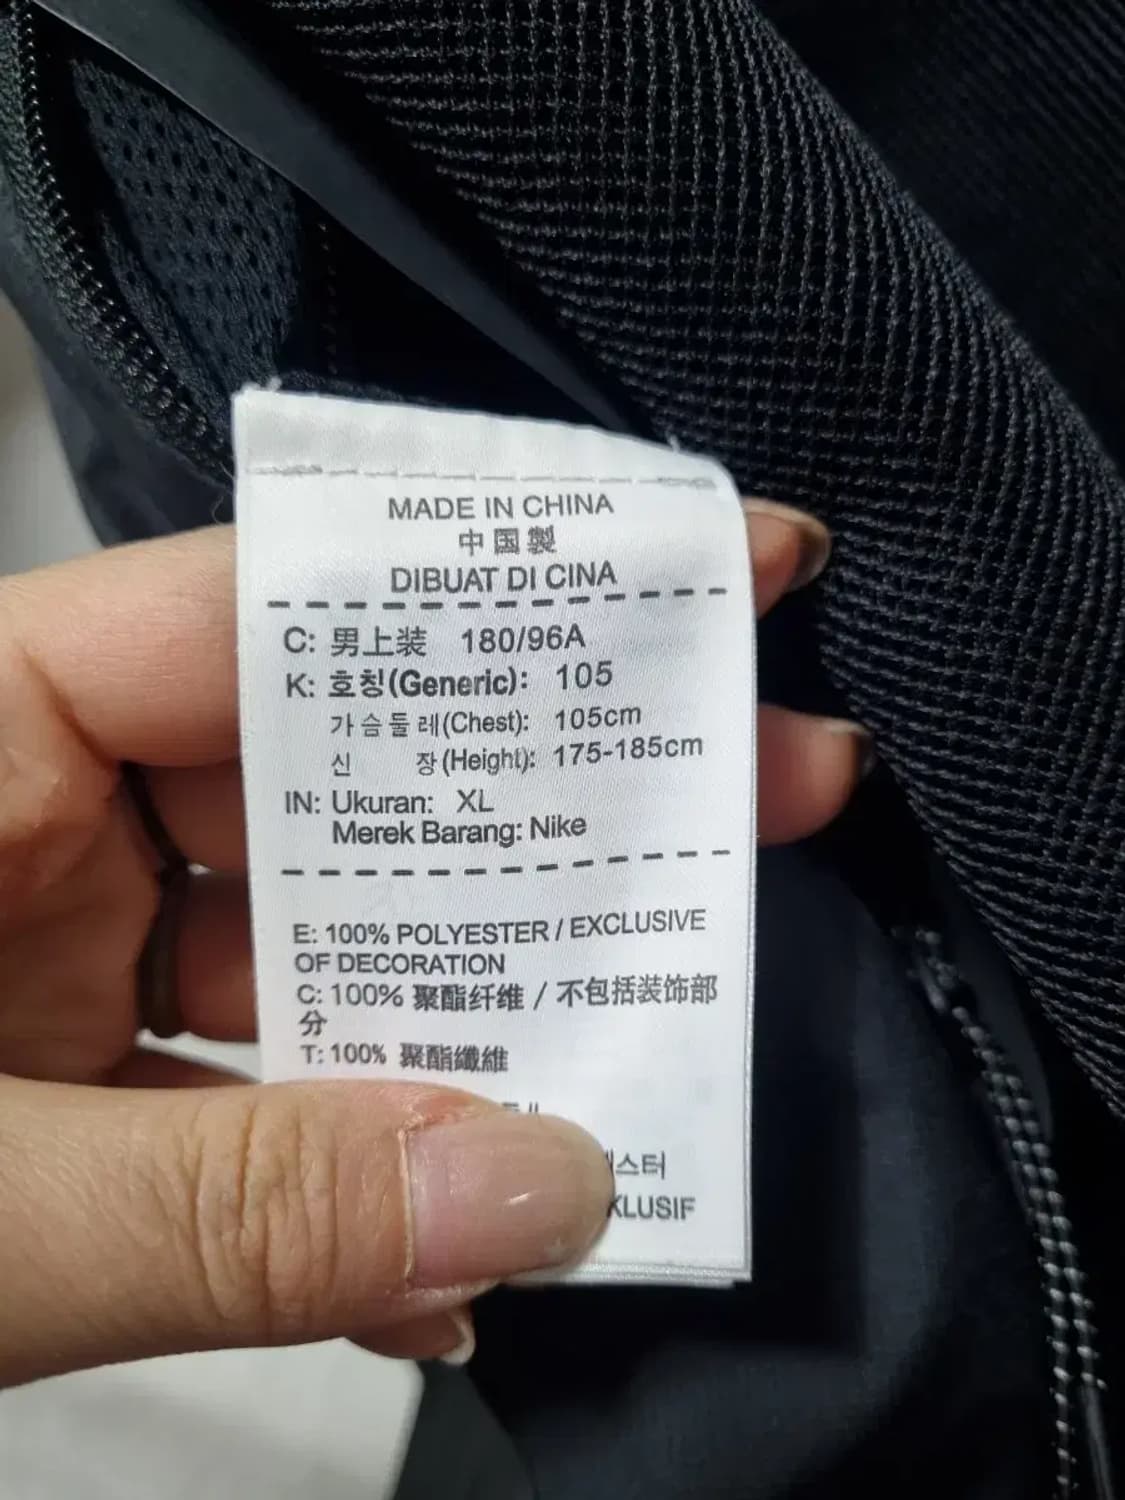 MADE IN CHINA
中国製
DIBUAT DI CINA
C: 男上装 180/96A
K: 호칭(Generic): 105
가슴둘레(Chest): 105cm
신 장(Height): 175-185cm
IN: Ukuran: XL
Merek Barang: Nike
E: 100% POLYESTER / EXCLUSIVE
OF DECORATION
C: 100% 聚酯纤维 / 不包括装饰部
分
T: 100% 聚酯纖維